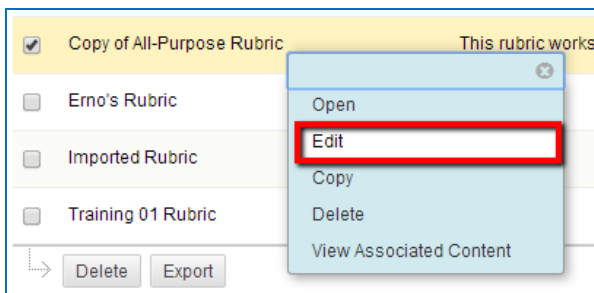 Copy of All-Purpose Rubric This rubric works
Open
Erno's Rubric
Edit
Imported Rubric
Copy
Training 01 Rubric
Delete
View Associated Content
Delete Export